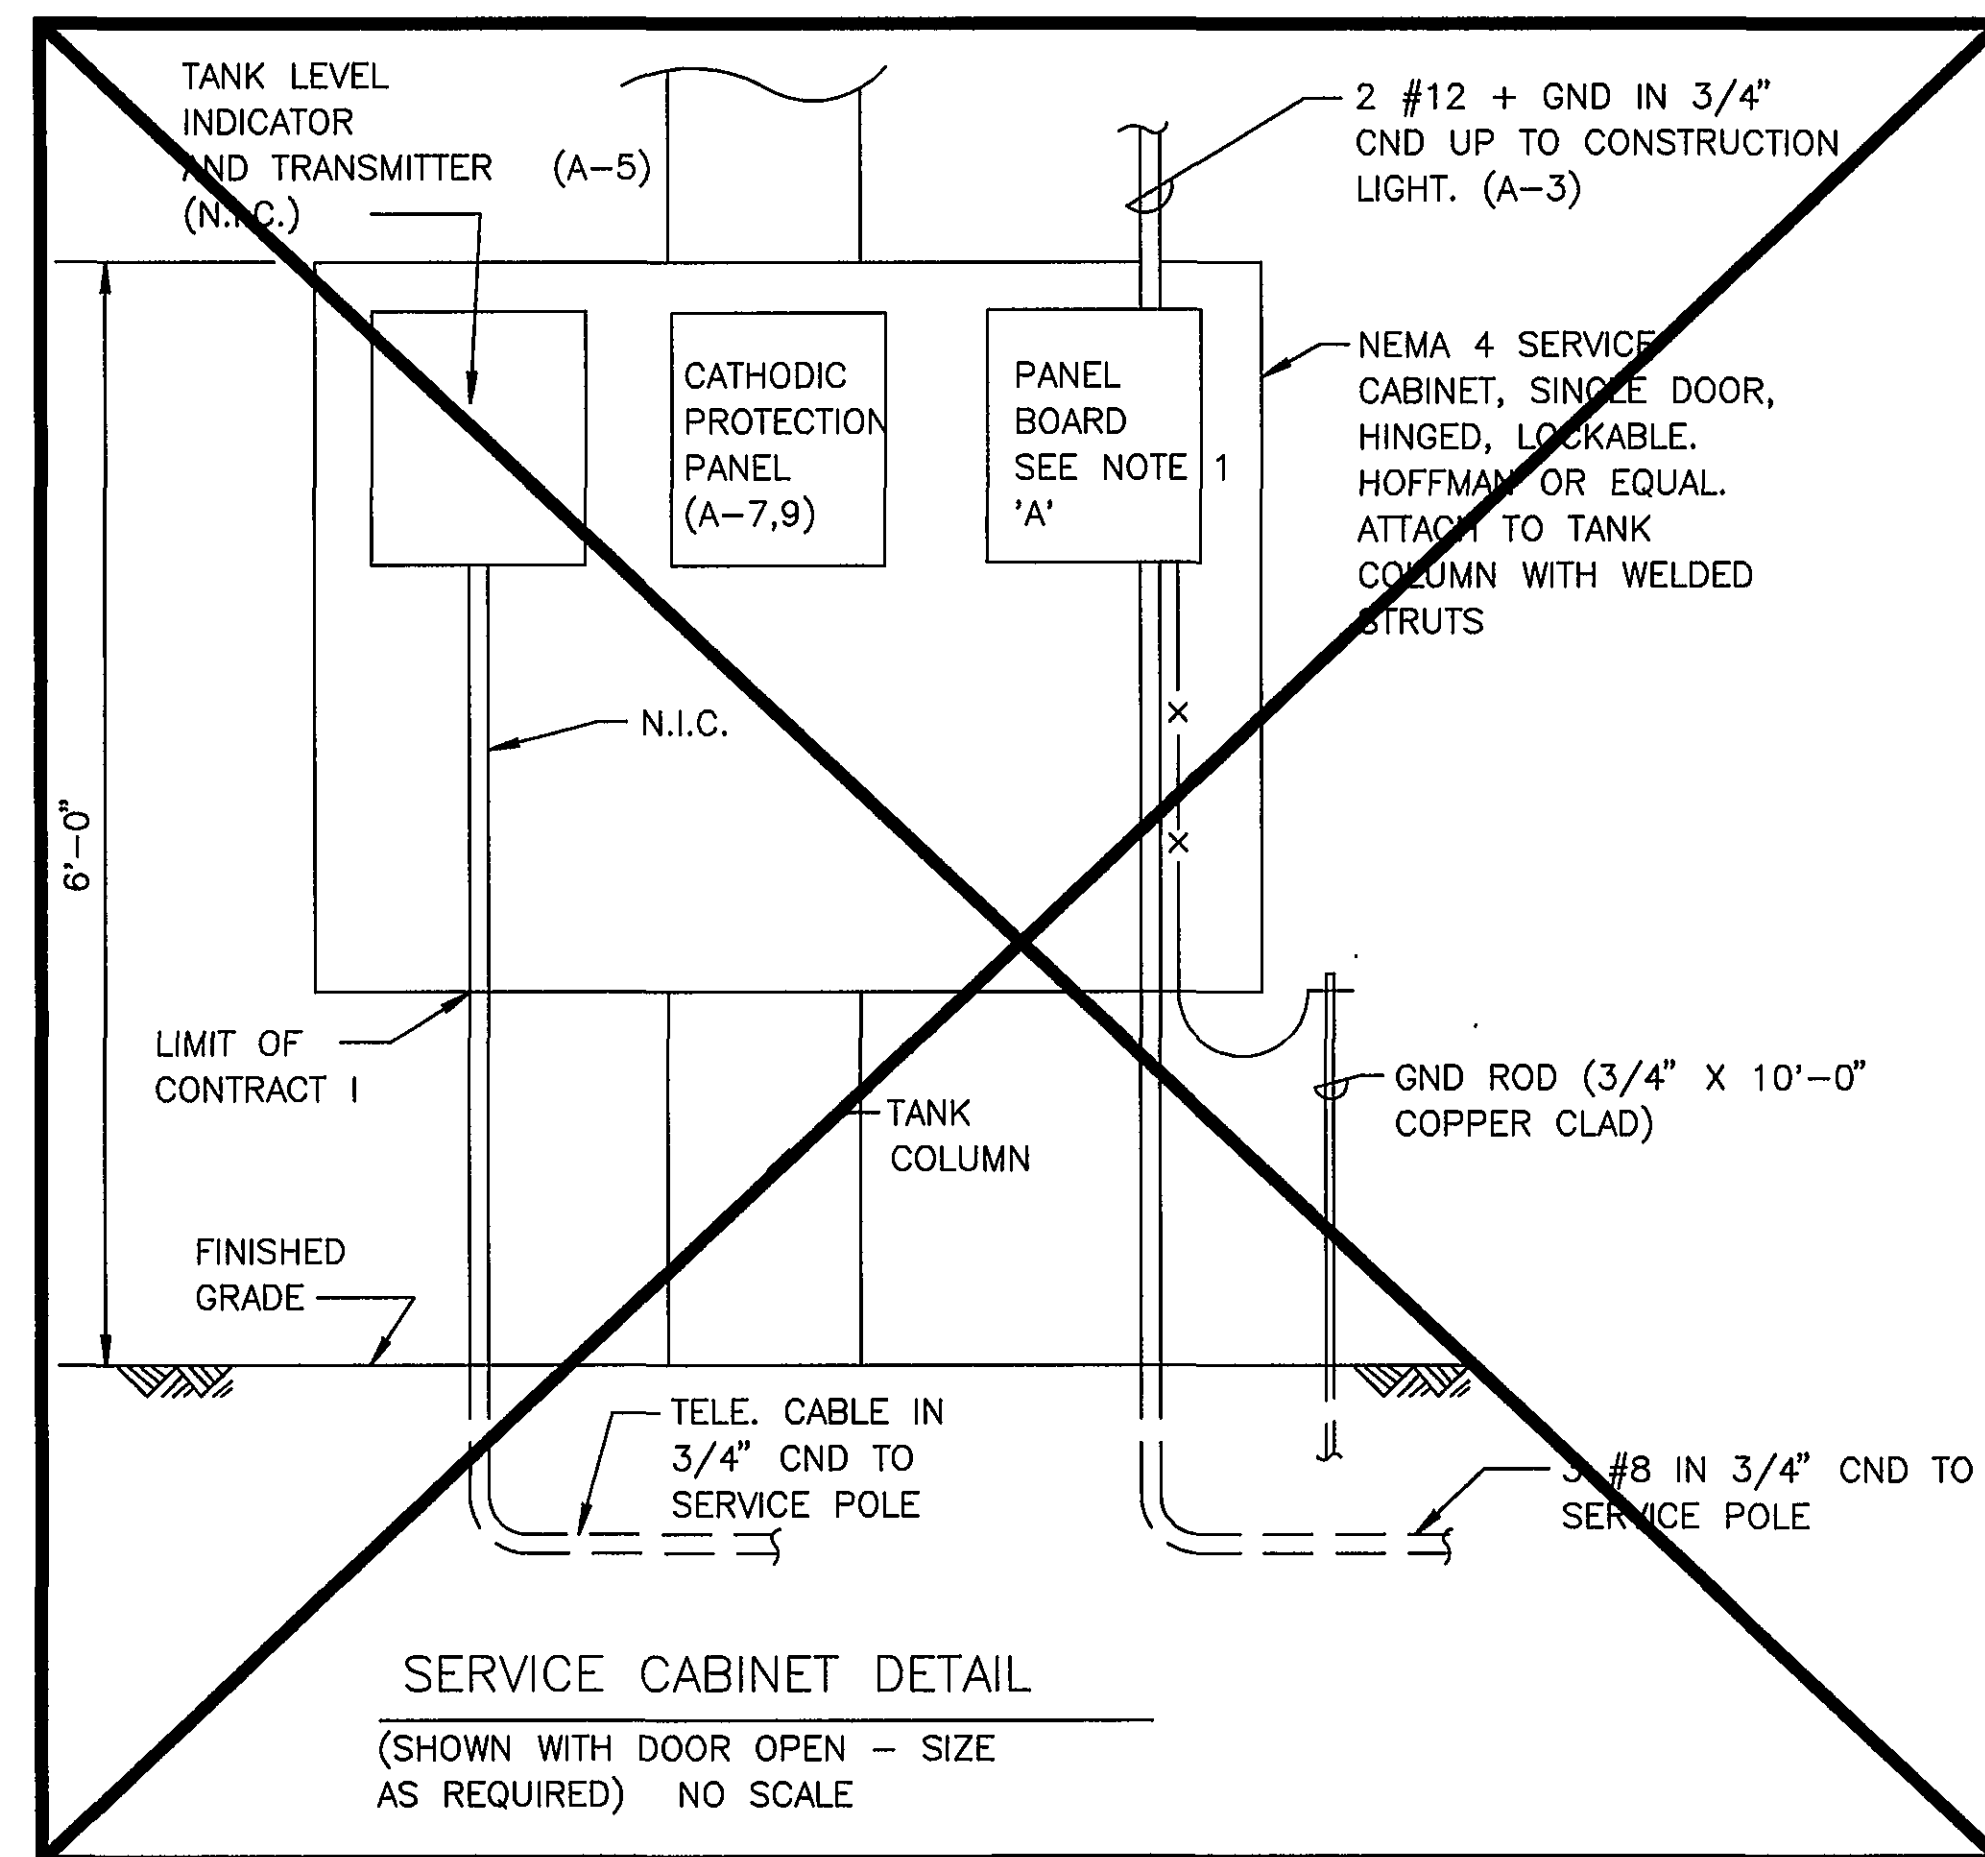 TANK LEVEL
INDICATOR
AND TRANSMITTER (A-5)
(N.I.C.)
2 #12 + GND IN 3/4"
CND UP TO CONSTRUCTION
LIGHT. (A-3)
CATHODIC
PROTECTION
PANEL
(A-7,9)
PANEL
BOARD
SEE NOTE 1
'A'
NEMA 4 SERVICE
CABINET, SINGLE DOOR,
HINGED, LOCKABLE.
HOFFMAN OR EQUAL.
ATTACH TO TANK
COLUMN WITH WELDED
STRUTS
N.I.C.
6'-0"
X
X
LIMIT OF
CONTRACT I
TANK
COLUMN
GND ROD (3/4" X 10'-0"
COPPER CLAD)
FINISHED
GRADE
TELE. CABLE IN
3/4" CND TO
SERVICE POLE
3 #8 IN 3/4" CND TO
SERVICE POLE
SERVICE CABINET DETAIL
(SHOWN WITH DOOR OPEN - SIZE
AS REQUIRED) NO SCALE